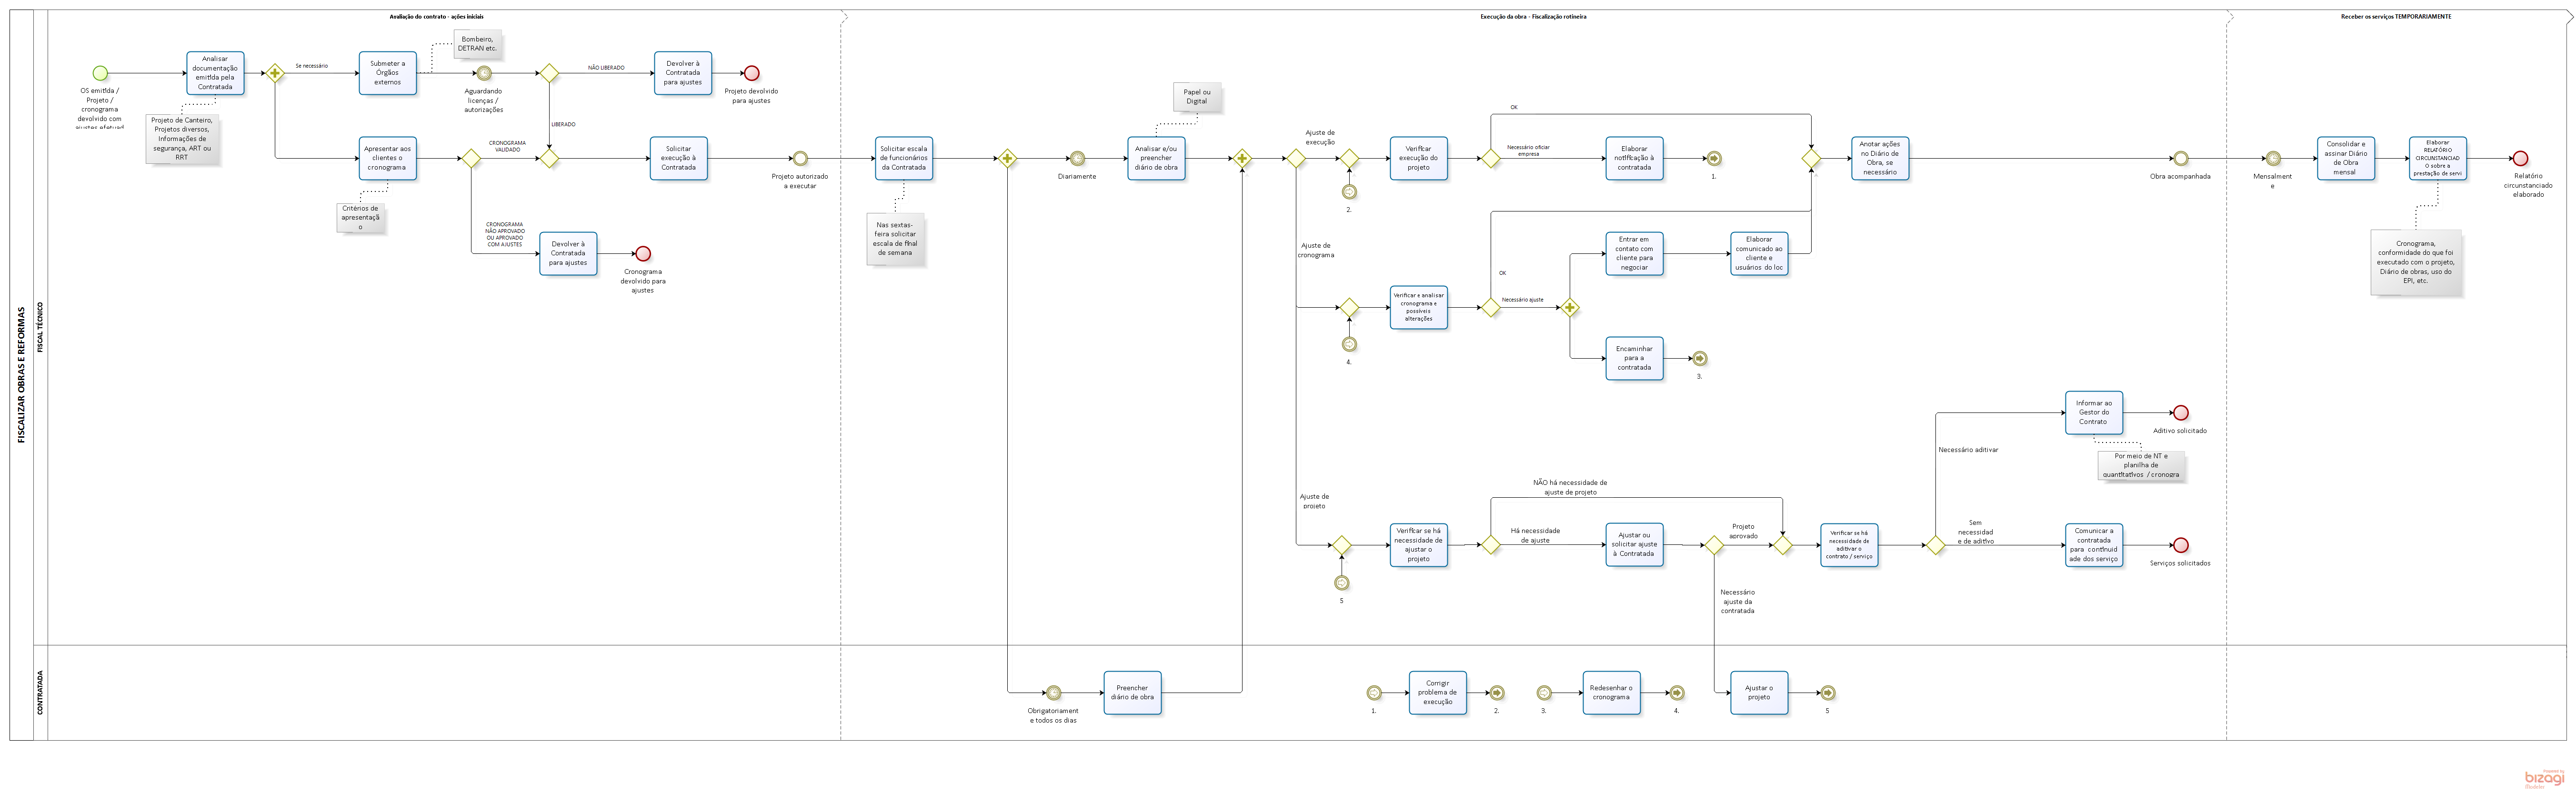 Avaliação do contrato - ações iniciais
Execução da obra - Fiscalização rotineira
Receber os serviços TEMPORARIAMENTE
FISCALIZAR OBRAS E REFORMAS
FISCAL TÉCNICO
CONTRATADA
OS emitida /
Projeto /
cronograma
devolvido com
Analisar
documentação
emitida pela
Contratada
Projeto de Canteiro,
Projetos diversos,
Informações de
segurança, ART ou
RRT
Se necessário
Submeter a
Órgãos
externos
Bombeiro,
DETRAN etc.
Aguardando
licenças /
autorizações
NÃO LIBERADO
LIBERADO
Devolver à
Contratada
para ajustes
Projeto devolvido
para ajustes
Apresentar aos
clientes o
cronograma
Critérios de
apresentaçã
o
CRONOGRAMA
VALIDADO
CRONOGRAMA
NÃO APROVADO
OU APROVADO
COM AJUSTES
Devolver à
Contratada
para ajustes
Cronograma
devolvido para
ajustes
Solicitar
execução à
Contratada
Projeto autorizado
a executar
Solicitar escala
de funcionários
da Contratada
Nas sextas-
feira solicitar
escala de final
de semana
Diariamente
Papel ou
Digital
Analisar e/ou
preencher
diário de obra
Obrigatoriament
e todos os dias
Preencher
diário de obra
Ajuste de
execução
2.
Verificar
execução do
projeto
OK
Necessário oficiar
empresa
Elaborar
notificação à
contratada
1.
Anotar ações
no Diário de
Obra, se
necessário
Obra acompanhada
Ajuste de
cronograma
4.
Verificar e analisar
cronograma e
possíveis
alterações
OK
Necessário ajuste
Entrar em
contato com
cliente para
negociar
Elaborar
comunicado ao
cliente e
usuários do loc
Encaminhar
para a
contratada
3.
Ajuste de
projeto
5
Verificar se há
necessidade de
ajustar o
projeto
NÃO há necessidade de
ajuste de projeto
Há necessidade
de ajuste
Ajustar ou
solicitar ajuste
à Contratada
Projeto
aprovado
Necessário
ajuste da
contratada
Verificar se há
necessidade de
aditivar o
contrato / serviço
Necessário aditivar
Sem
necessidad
e de aditivo
Informar ao
Gestor do
Contrato
Aditivo solicitado
Por meio de NT e
planilha de
quantitativos / cronogra
Comunicar a
contratada
para continuid
ade dos serviço
Serviços solicitados
1.
Corrigir
problema de
execução
2.
3.
Redesenhar o
cronograma
4.
Ajustar o
projeto
5
Mensalment
e
Consolidar e
assinar Diário
de Obra
mensal
Elaborar
RELATÓRIO
CIRCUNSTANCIAD
O sobre a
prestação de servi
Relatório
circunstanciado
elaborado
Cronograma,
conformidade do que foi
executado com o projeto,
Diário de obras, uso do
EPI, etc.
Powered by
bizagi
Modeler